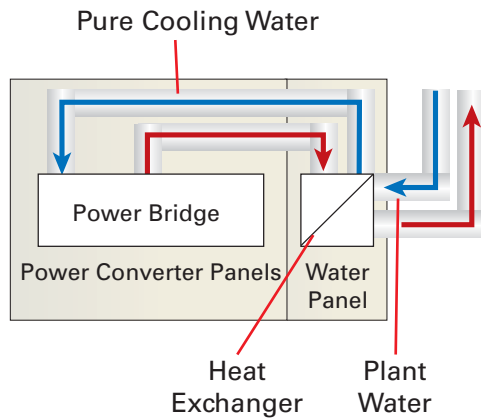 Pure Cooling Water
Power Bridge
Power Converter Panels
Water
Panel
Heat
Exchanger
Plant
Water